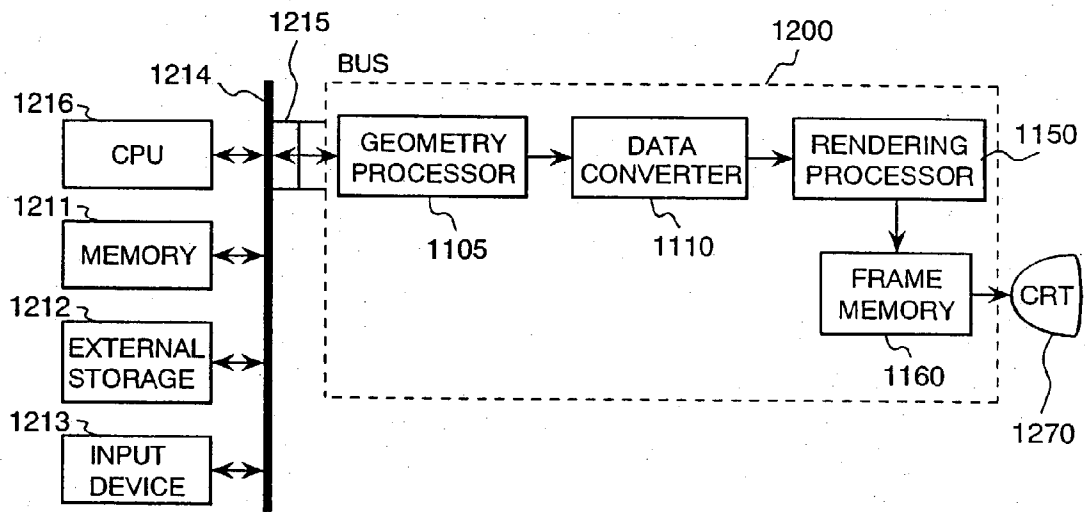 1215
1200
1214
BUS
1216
1150
CPU
GEOMETRY
PROCESSOR
DATA
CONVERTER
RENDERING
PROCESSOR
1211
1105
1110
MEMORY
FRAME
MEMORY
CRT
1212
EXTERNAL
STORAGE
1160
1270
1213
INPUT
DEVICE